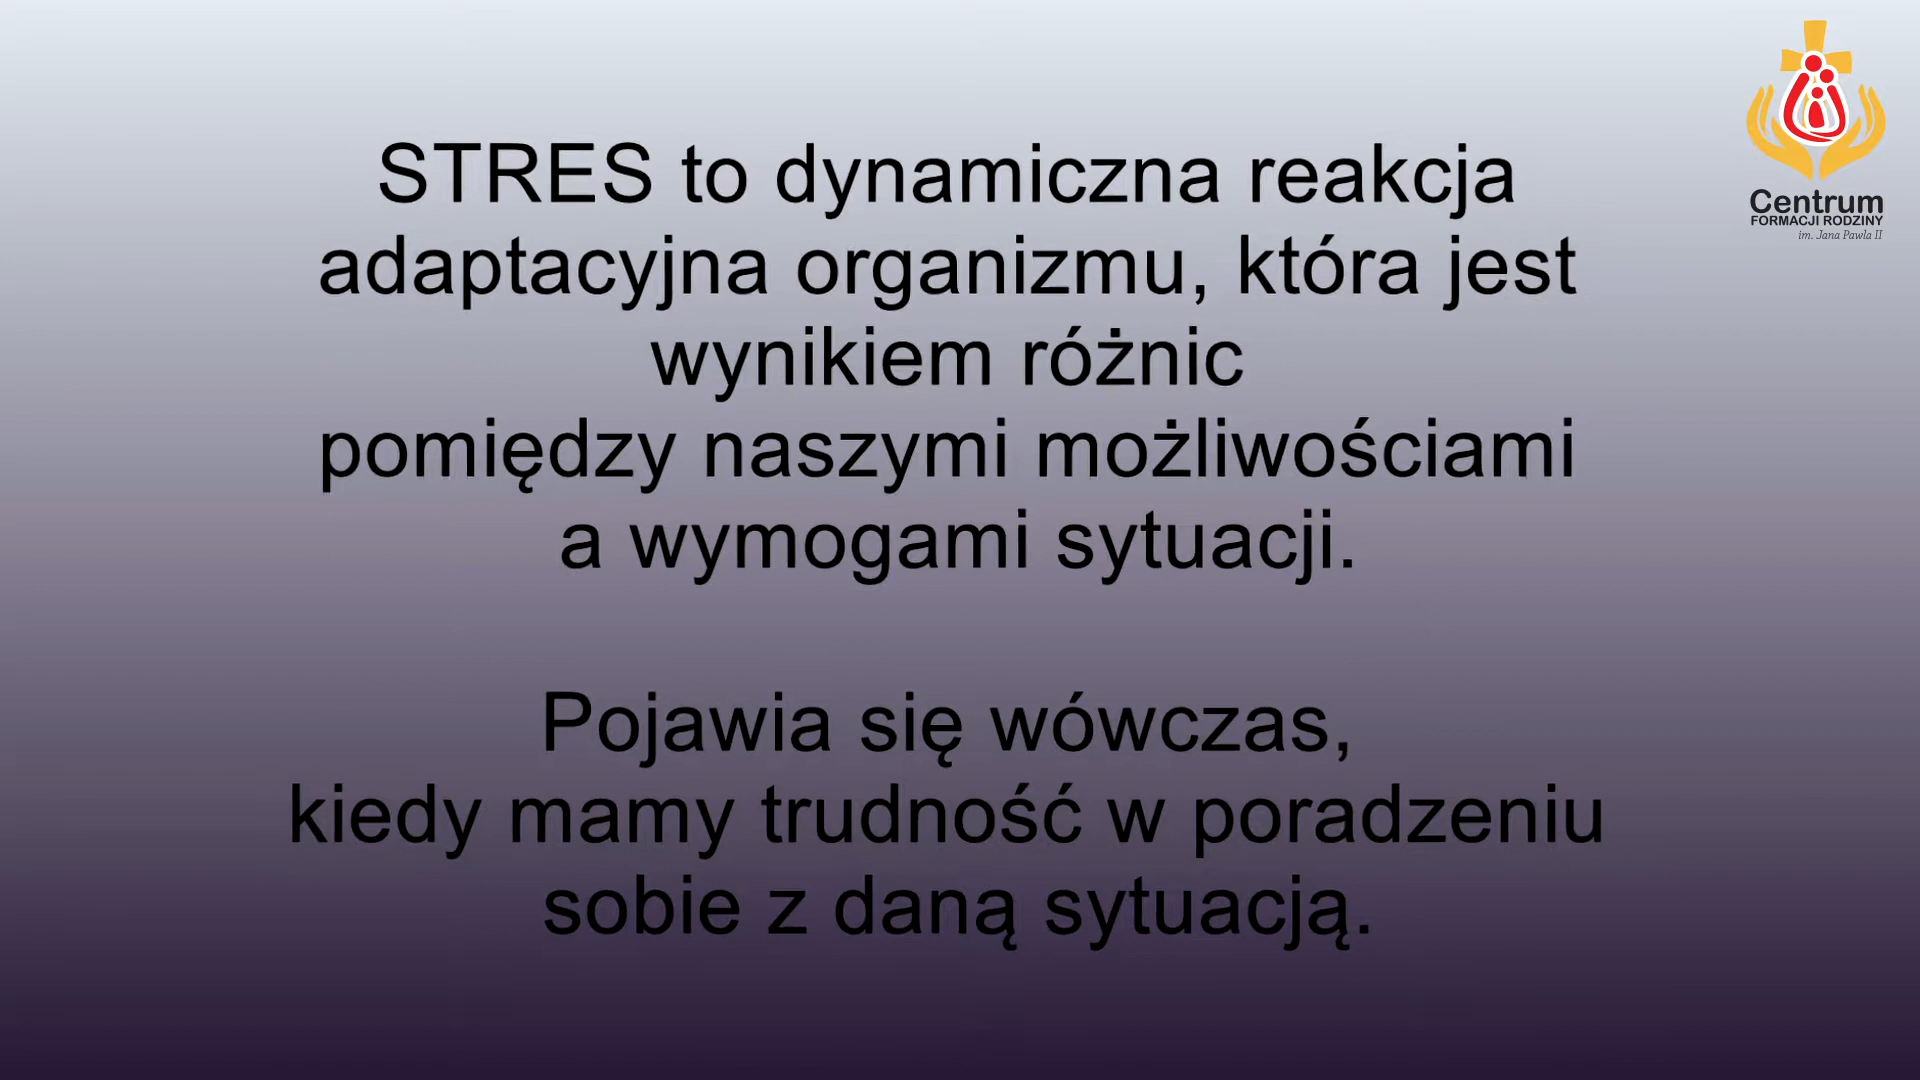 STRES to dynamiczna reakcja
adaptacyjna organizmu, która jest
wynikiem różnic
pomiędzy naszymi możliwościami
a wymogami sytuacji.
Pojawia się wówczas,
kiedy mamy trudność w poradzeniu
sobie z daną sytuacją.
Centrum
FORMACJI RODZINY
im. Jana Pawla II